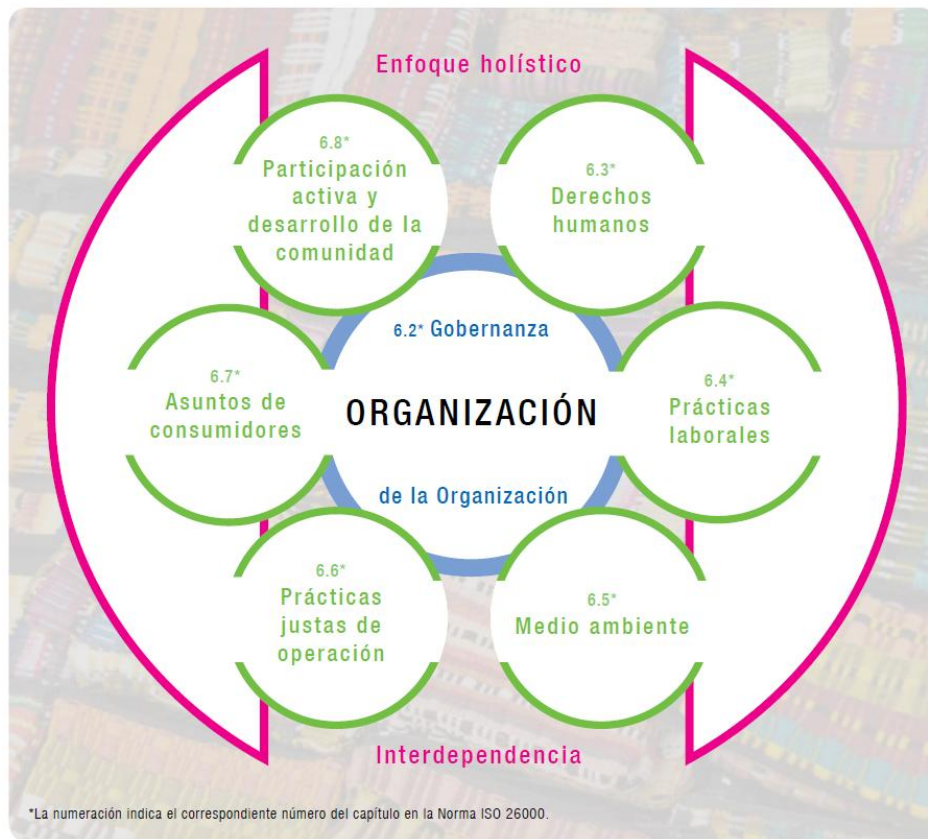 Enfoque holístico
6.8*
Participación
activa y
desarrollo de la
comunidad
6.3*
Derechos
humanos
6.2* Gobernanza
6.7*
Asuntos de
consumidores
ORGANIZACIÓN
6.4*
Prácticas
laborales
de la Organización
6.6*
Prácticas
justas de
operación
6.5*
Medio ambiente
Interdependencia
*La numeración indica el correspondiente número del capítulo en la Norma ISO 26000.